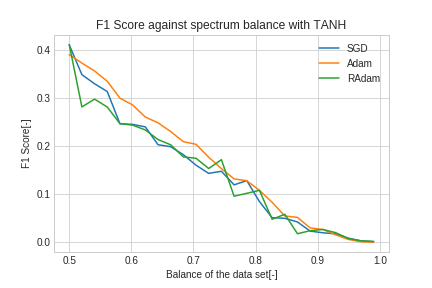 F1 Score against spectrum balance with TANH
SGD
Adam
RAdam
F1 Score[-]
0.4
0.3
0.2
0.1
0.0
0.5 0.6 0.7 0.8 0.9 1.0
Balance of the data set[-]